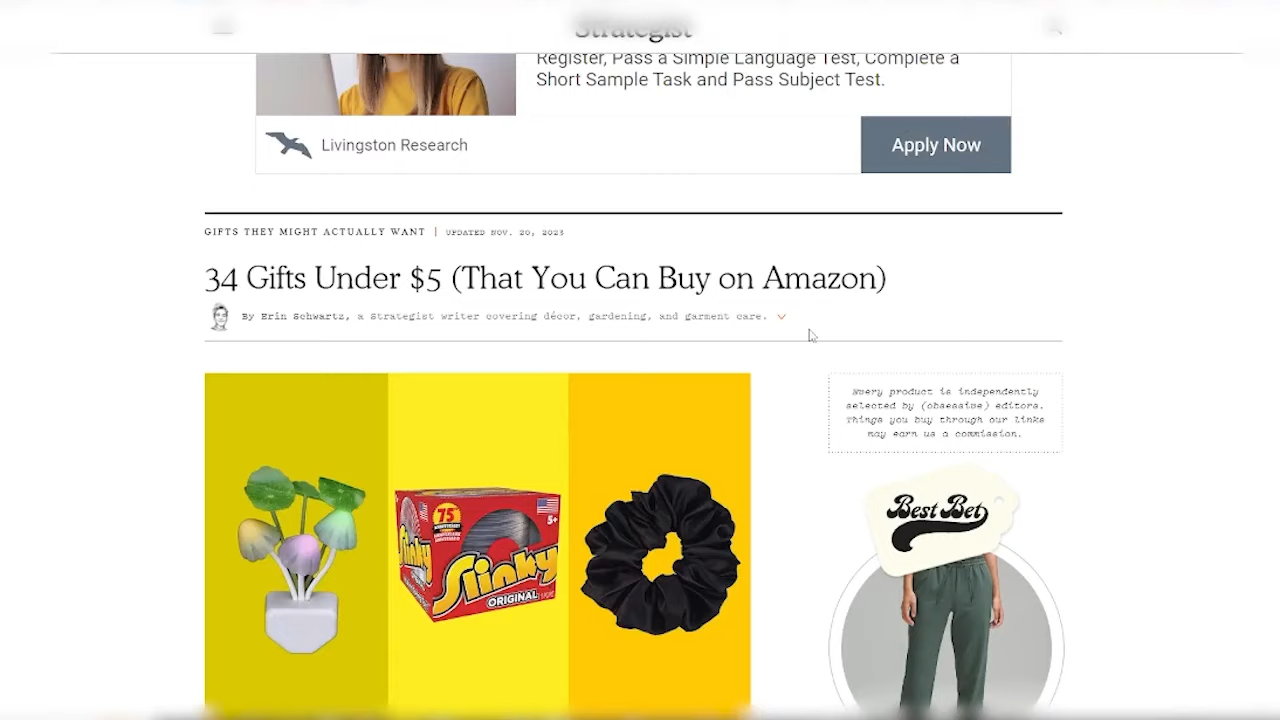 Strategist
Register, Pass a Simple Language Test, Complete a
Short Sample Task and Pass Subject Test.
Livingston Research
Apply Now
GIFTS THEY MIGHT ACTUALLY WANT | UPDATED NOV. 20, 2023
34 Gifts Under $5 (That You Can Buy on Amazon)
By Erin Schwartz, a Strategist writer covering décor, gardening, and garment care.
Every product is independently
selected by (obsessive) editors.
Things you buy through our links
may earn us a commission.
75
5+
Slinky
Slinky
ORIGINAL
Best Bet